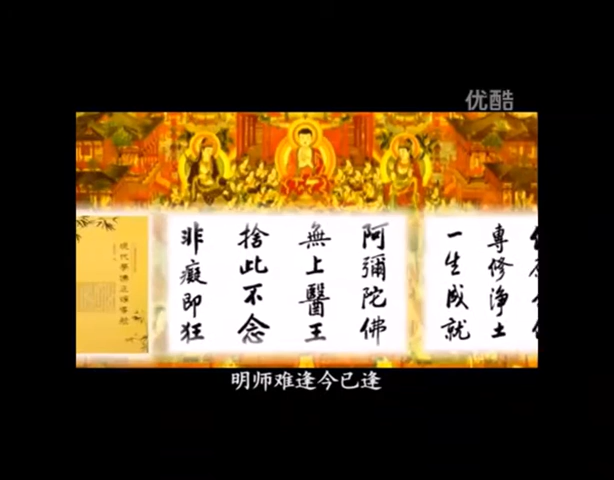 优酷
專修淨土
一生成就
阿彌陀佛
無上醫王
捨此不念
非癡即狂
明师难逢今已逢